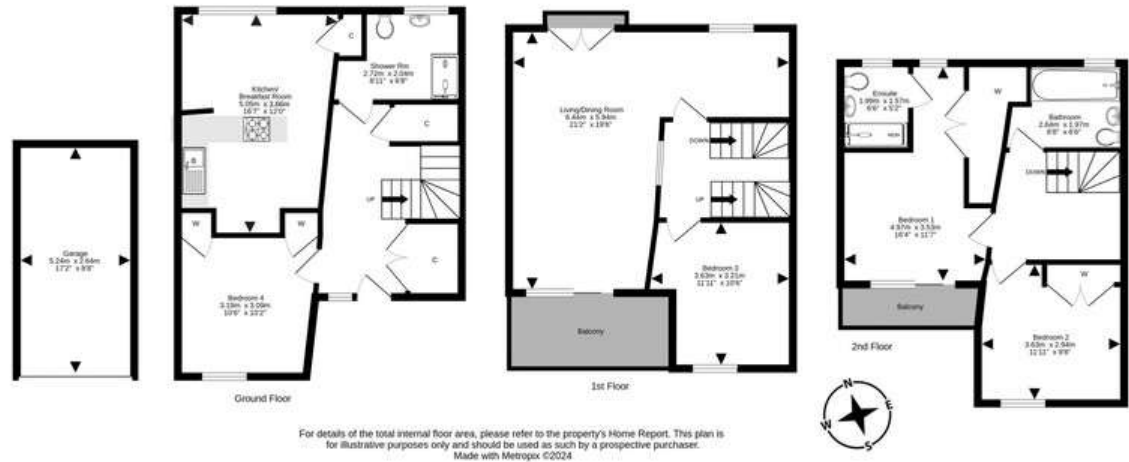 Garage
5.24m x 2.64m
17'2" x 8'8"
Kitchen/
Breakfast Room
5.05m x 3.66m
16'7" x 12'0"
C
Shower Rm
2.72m x 2.04m
8'11" x 6'8"
C
B
W
W
UP
C
Bedroom 4
3.19m x 3.09m
10'6" x 10'2"
Ground Floor
Living/Dining Room
6.44m x 5.94m
21'2" x 19'6"
DOWN
UP
Bedroom 3
3.63m x 3.21m
11'11" x 10'6"
Balcony
1st Floor
Ensuite
1.99m x 1.57m
6'6" x 5'2"
W
Bathroom
2.64m x 1.97m
8'8" x 6'6"
DOWN
Bedroom 1
4.97m x 3.53m
16'4" x 11'7"
W
Balcony
Bedroom 2
3.63m x 2.94m
11'11" x 9'8"
2nd Floor
N
E
S
W
For details of the total internal floor area, please refer to the property's Home Report. This plan is
for illustrative purposes only and should be used as such by a prospective purchaser.
Made with Metropix ©2024